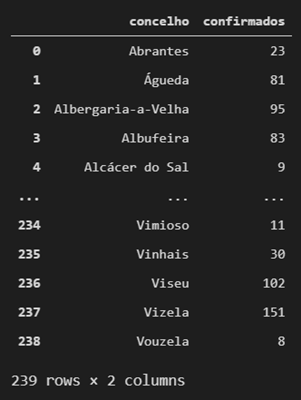 concelho confirmados
0 Abrantes 23
1 Águeda 81
2 Albergaria-a-Velha 95
3 Albufeira 83
4 Alcácer do Sal 9
... ... ...
234 Vimioso 11
235 Vinhais 30
236 Viseu 102
237 Vizela 151
238 Vouzela 8
239 rows × 2 columns